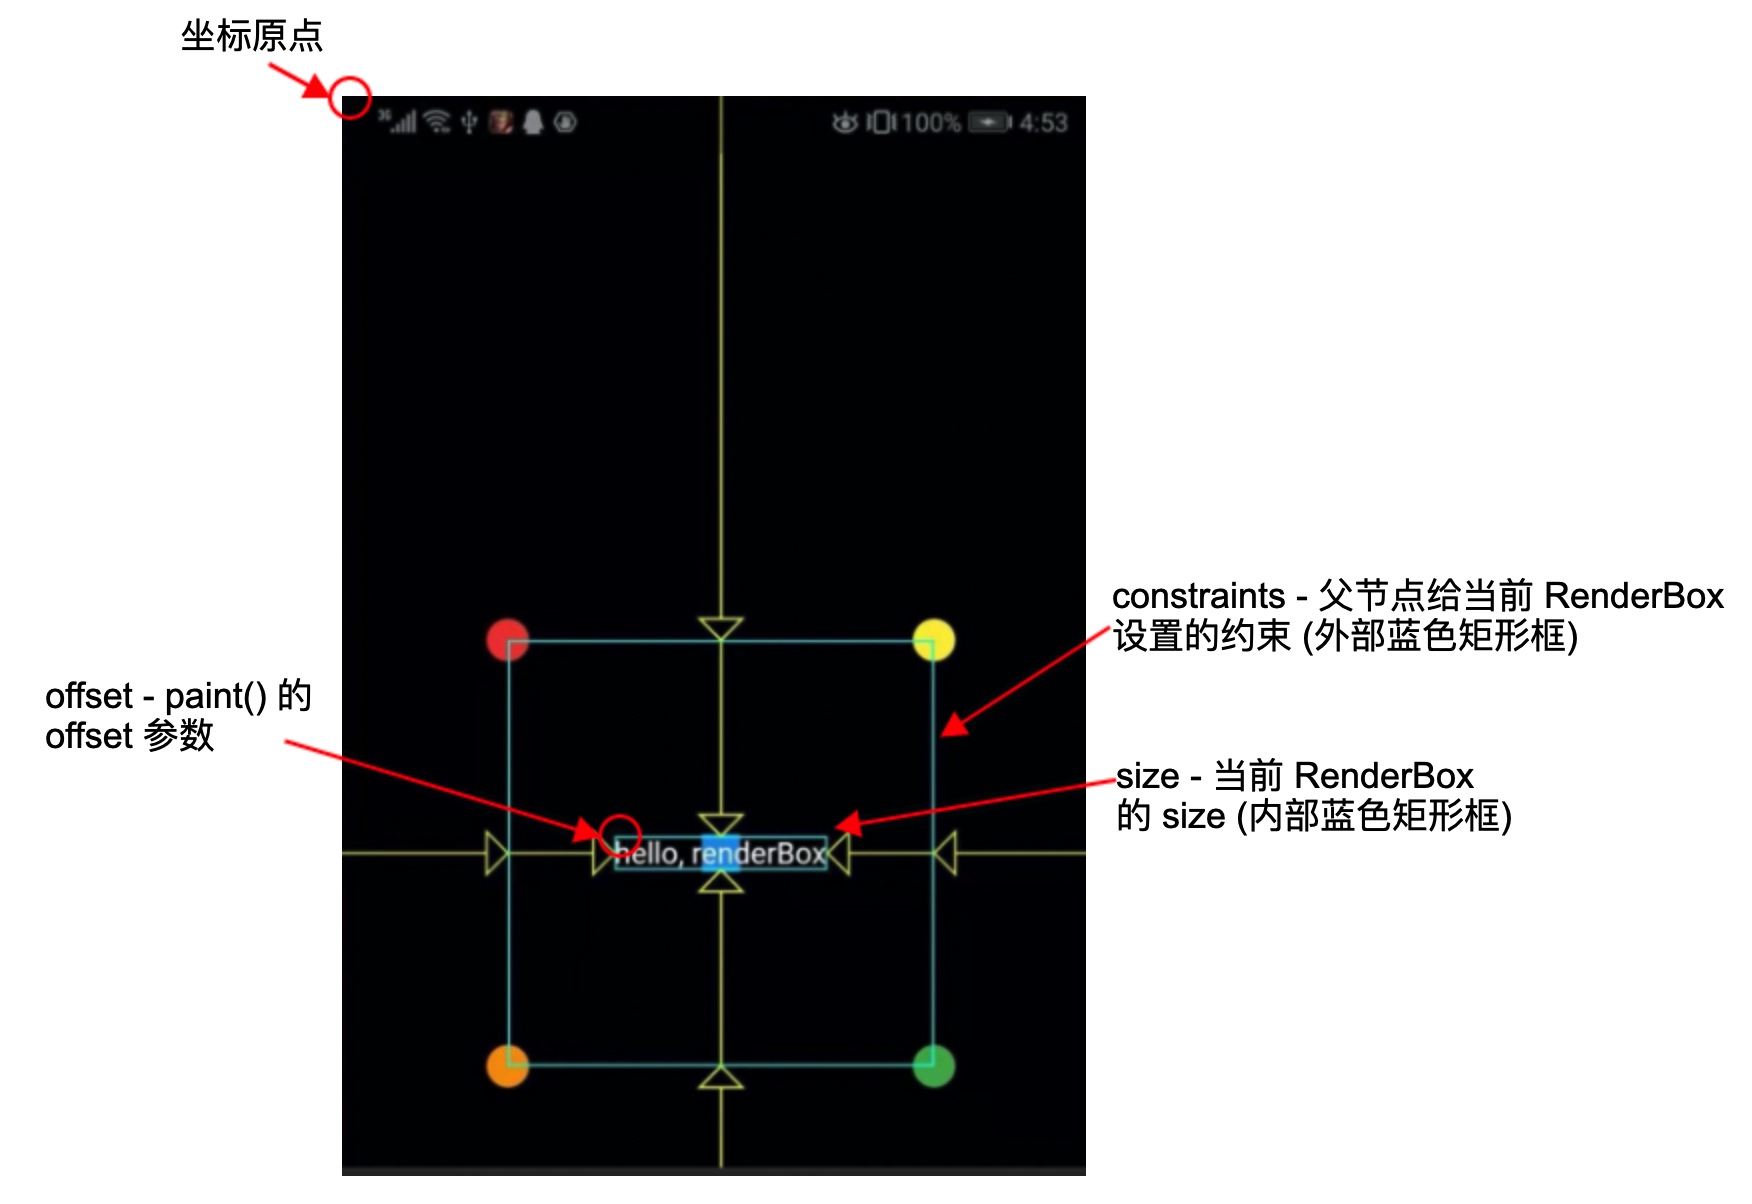 坐标原点
3G
100%
4:53
constraints - 父节点给当前 RenderBox
设置的约束 (外部蓝色矩形框)
offset - paint() 的
offset 参数
size - 当前 RenderBox
的 size (内部蓝色矩形框)
hello, renderBox